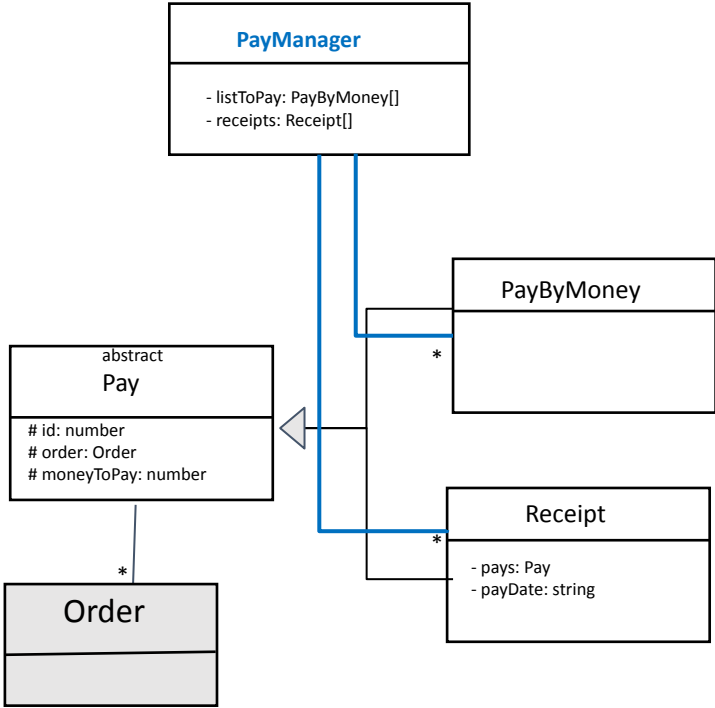 PayManager
- listToPay: PayByMoney[]
- receipts: Receipt[]
PayByMoney
*
abstract
Pay
# id: number
# order: Order
# moneyToPay: number
Receipt
*
- pays: Pay
- payDate: string
*
Order